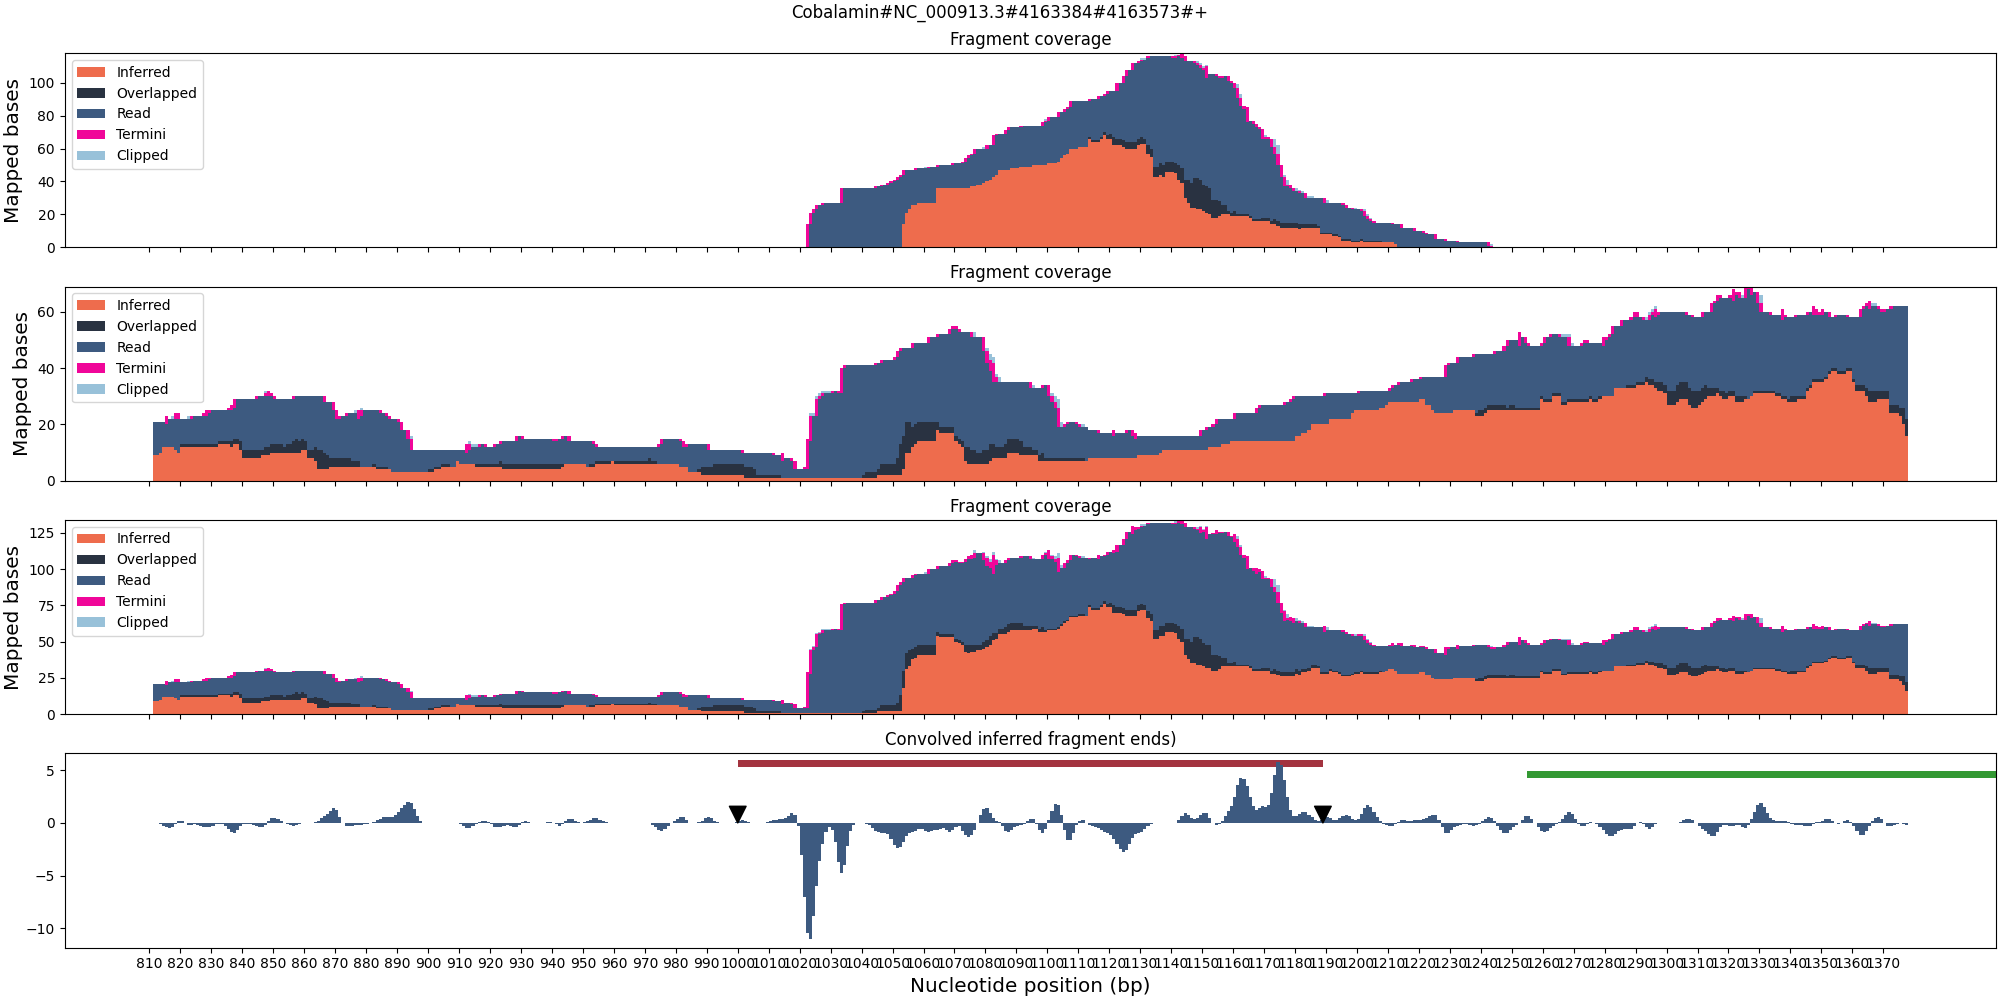 Cobalamin#NC_000913.3#4163384#4163573#+
Fragment coverage
Mapped bases
100
80
60
40
20
0
Inferred
Overlapped
Read
Termini
Clipped
Fragment coverage
Mapped bases
60
40
20
0
Inferred
Overlapped
Read
Termini
Clipped
Fragment coverage
Mapped bases
125
100
75
50
25
0
Inferred
Overlapped
Read
Termini
Clipped
Convolved inferred fragment ends)
5
0
−5
−10
810 820 830 840 850 860 870 880 890 900 910 920 930 940 950 960 970 980 990 1000 1010 1020 1030 1040 1050 1060 1070 1080 1090 1100 1110 1120 1130 1140 1150 1160 1170 1180 1190 1200 1210 1220 1230 1240 1250 1260 1270 1280 1290 1300 1310 1320 1330 1340 1350 1360 1370
Nucleotide position (bp)